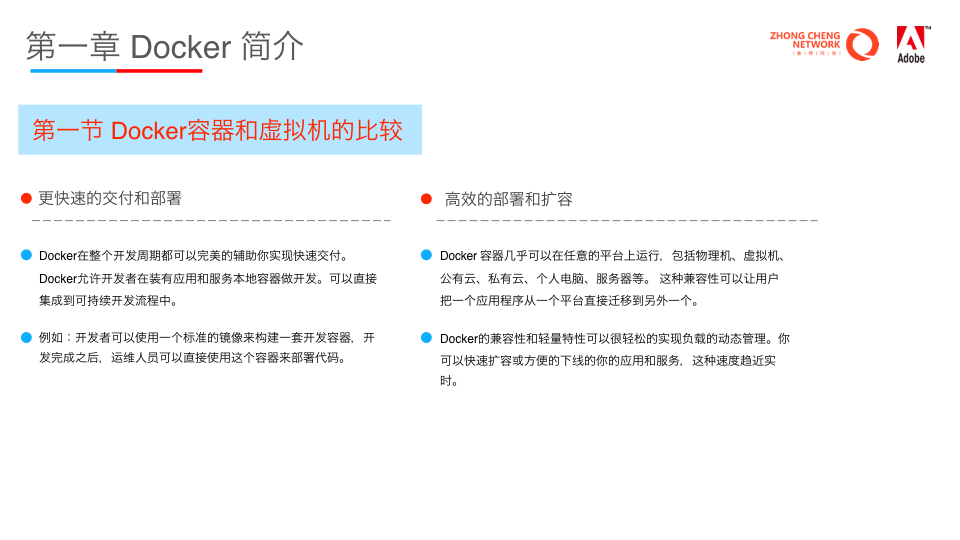 第一章 Docker 简介
ZHONG CHENG
NETWORK
Adobe
TM
第一节 Docker容器和虚拟机的比较
更快速的交付和部署
Docker在整个开发周期都可以完美的辅助你实现快速交付。
Docker允许开发者在装有应用和服务本地容器做开发。可以直接
集成到可持续开发流程中。
例如：开发者可以使用一个标准的镜像来构建一套开发容器，开
发完成之后，运维人员可以直接使用这个容器来部署代码。
高效的部署和扩容
Docker 容器几乎可以在任意的平台上运行，包括物理机、虚拟机、
公有云、私有云、个人电脑、服务器等。 这种兼容性可以让用户
把一个应用程序从一个平台直接迁移到另外一个。
Docker的兼容性和轻量特性可以很轻松的实现负载的动态管理。你
可以快速扩容或方便的下线的你的应用和服务，这种速度趋近实
时。